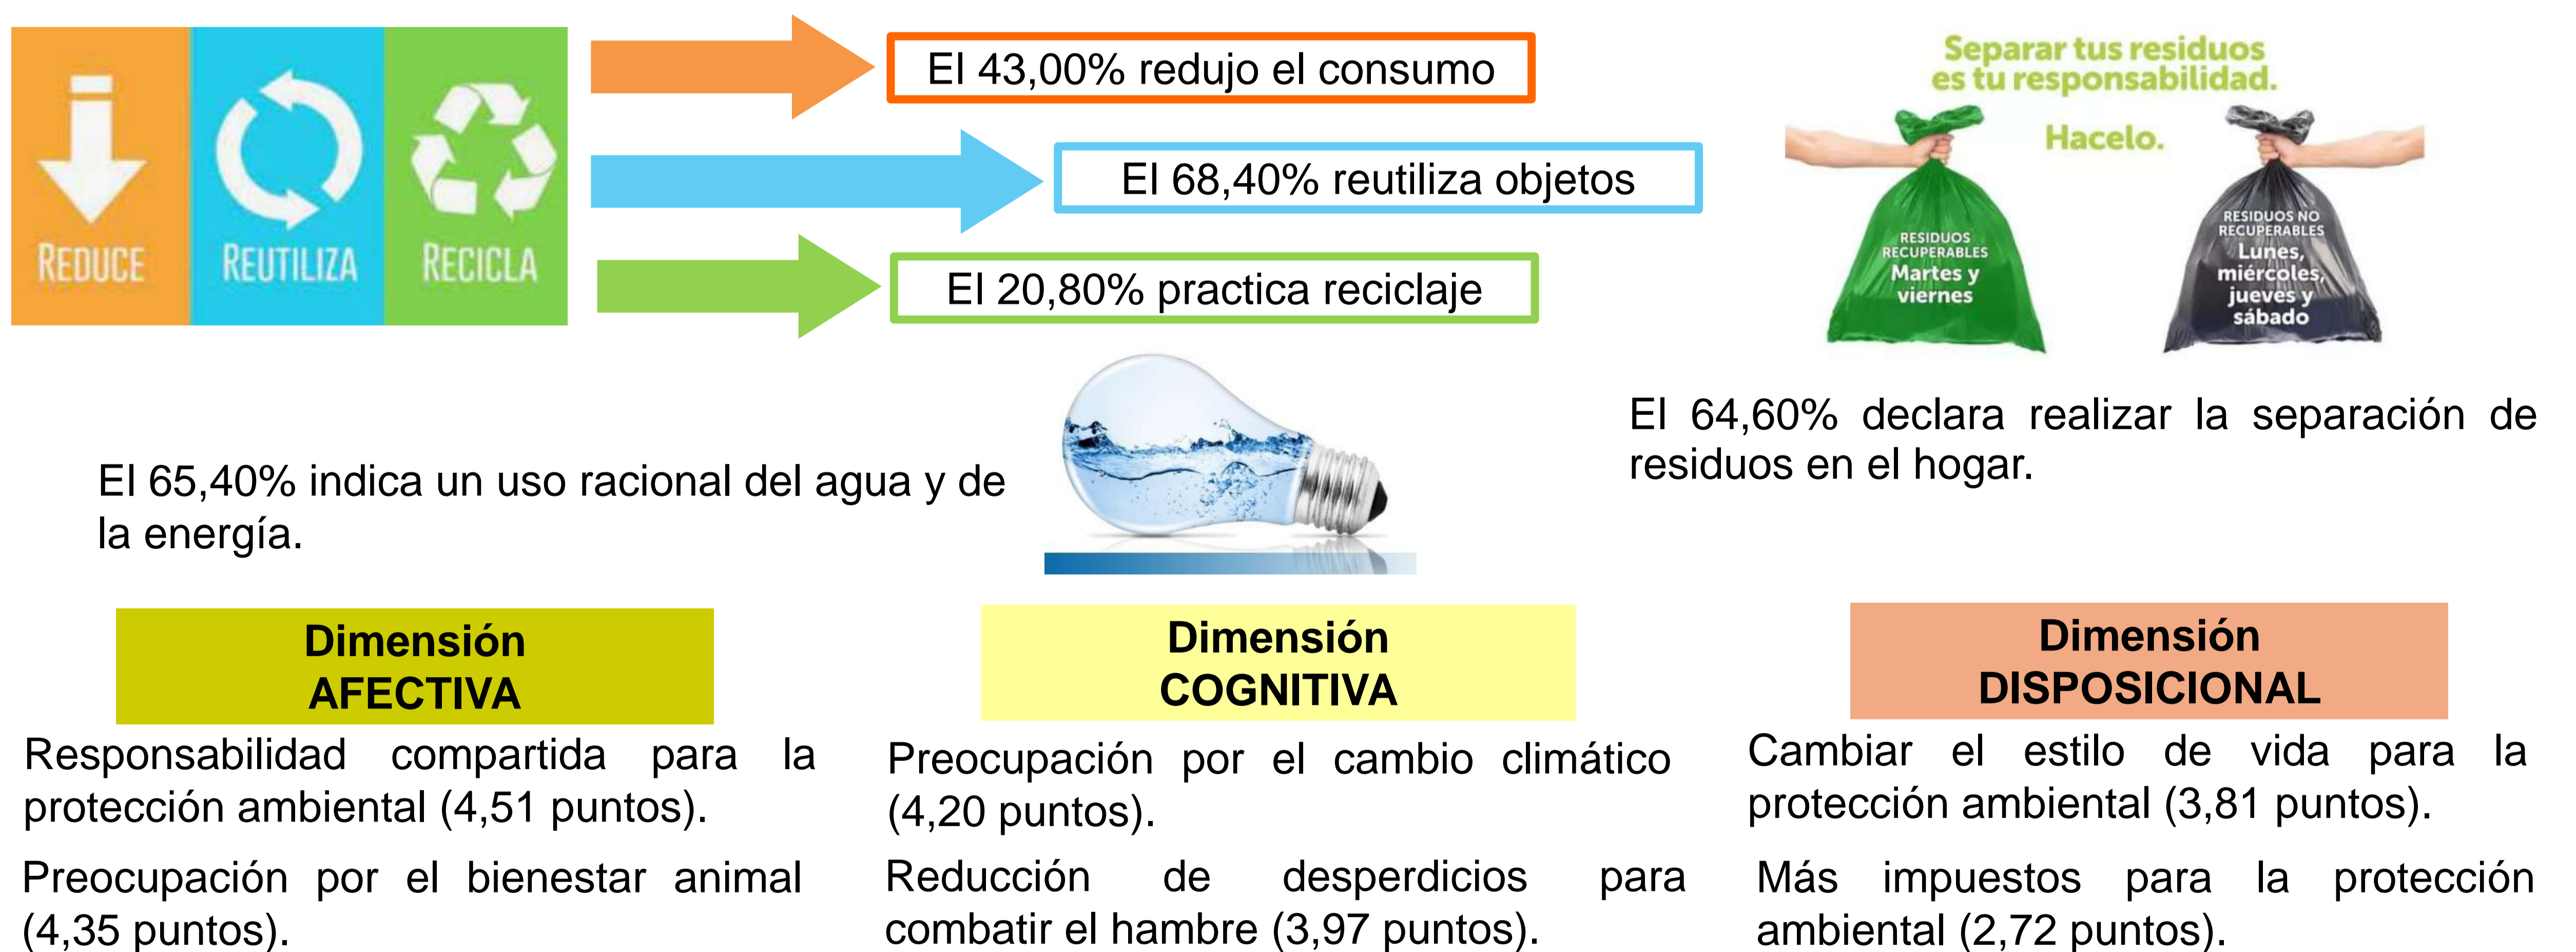 REDUCE
REUTILIZA
RECICLA
El 43,00% redujo el consumo
El 68,40% reutiliza objetos
El 20,80% practica reciclaje
Separar tus residuos
es tu responsabilidad.
Hacelo.
RESIDUOS
RECUPERABLES
Martes y
viernes
RESIDUOS NO
RECUPERABLES
Lunes,
miércoles,
jueves y
sábado
El 65,40% indica un uso racional del agua y de
la energía.
El 64,60% declara realizar la separación de
residuos en el hogar.
Dimensión
AFECTIVA
Responsabilidad compartida para la
protección ambiental (4,51 puntos).
Preocupación por el bienestar animal
(4,35 puntos).
Dimensión
COGNITIVA
Preocupación por el cambio climático
(4,20 puntos).
Reducción de desperdicios para
combatir el hambre (3,97 puntos).
Dimensión
DISPOSICIONAL
Cambiar el estilo de vida para la
protección ambiental (3,81 puntos).
Más impuestos para la protección
ambiental (2,72 puntos).